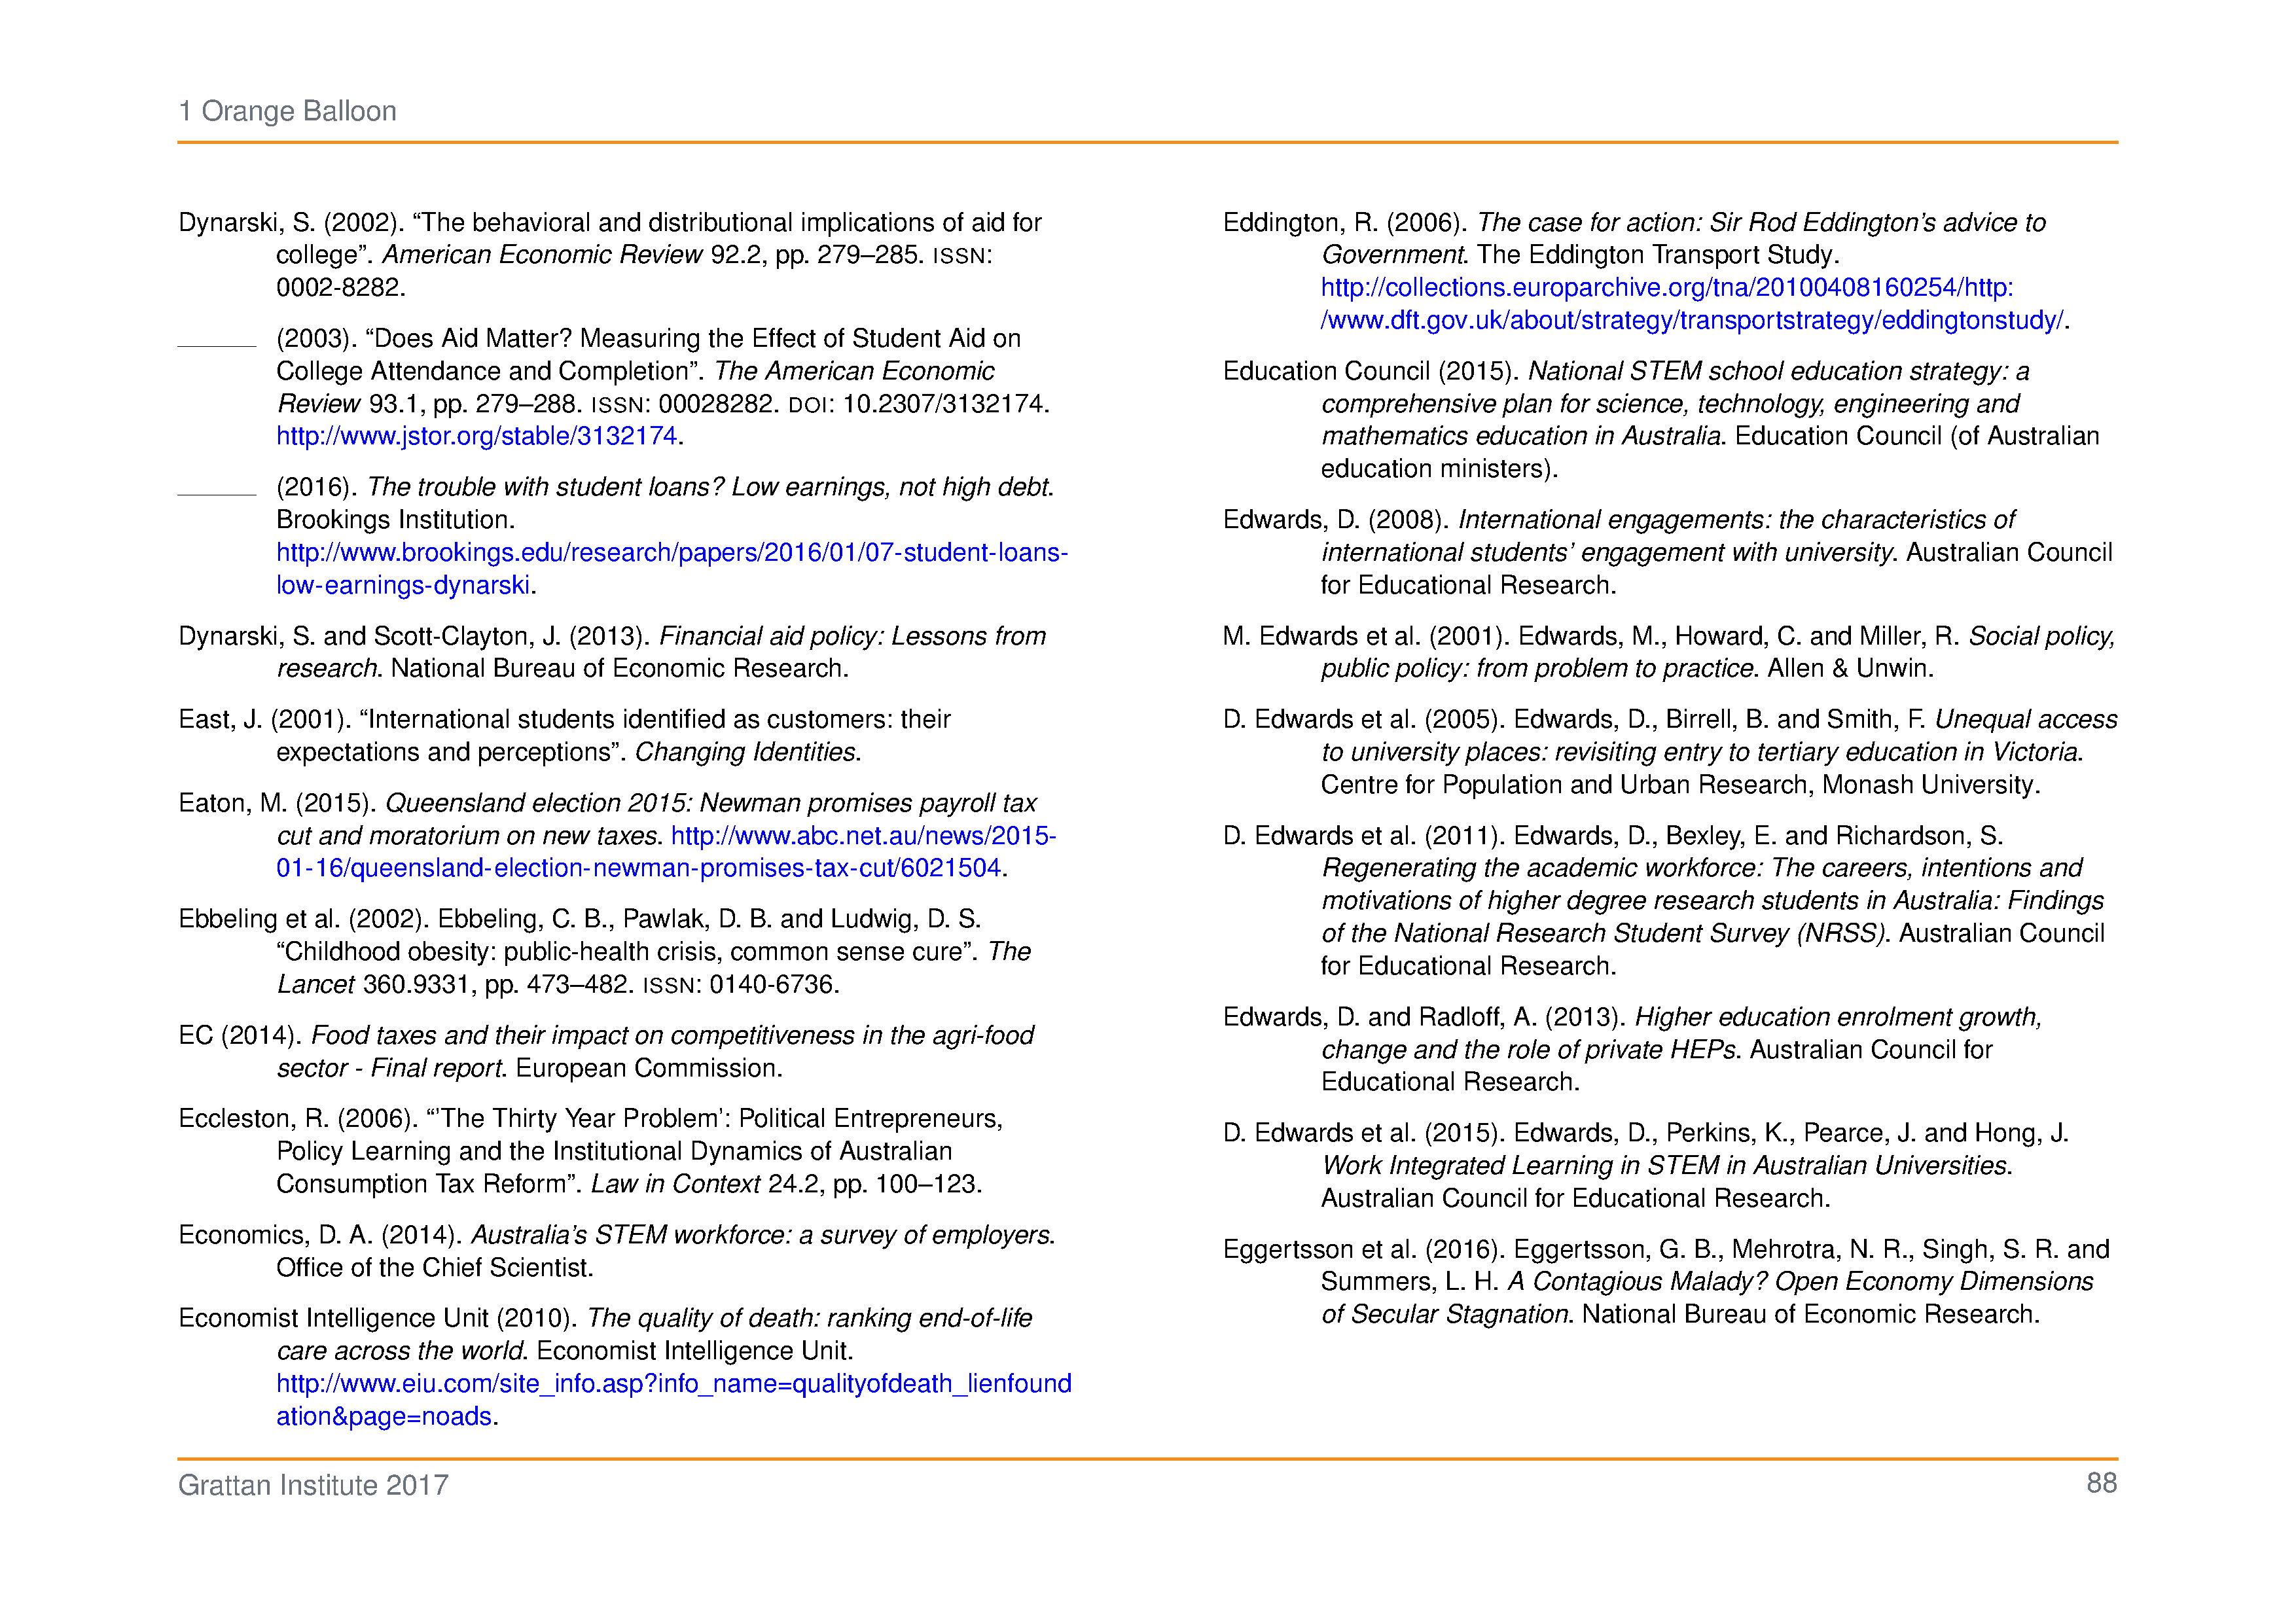 1 Orange Balloon
Dynarski, S. (2002). “The behavioral and distributional implications of aid for
college”. American Economic Review 92.2, pp. 279–285. ISSN:
0002-8282.
(2003). “Does Aid Matter? Measuring the Effect of Student Aid on
College Attendance and Completion”. The American Economic
Review 93.1, pp. 279–288. ISSN: 00028282. DOI: 10.2307/3132174.
http://www.jstor.org/stable/3132174.
(2016). The trouble with student loans? Low earnings, not high debt.
Brookings Institution.
http://www.brookings.edu/research/papers/2016/01/07-student-loans-
low-earnings-dynarski.
Dynarski, S. and Scott-Clayton, J. (2013). Financial aid policy: Lessons from
research. National Bureau of Economic Research.
East, J. (2001). “International students identified as customers: their
expectations and perceptions”. Changing Identities.
Eaton, M. (2015). Queensland election 2015: Newman promises payroll tax
cut and moratorium on new taxes. http://www.abc.net.au/news/2015-
01-16/queensland-election-newman-promises-tax-cut/6021504.
Ebbeling et al. (2002). Ebbeling, C. B., Pawlak, D. B. and Ludwig, D. S.
“Childhood obesity: public-health crisis, common sense cure”. The
Lancet 360.9331, pp. 473–482. ISSN: 0140-6736.
EC (2014). Food taxes and their impact on competitiveness in the agri-food
sector - Final report. European Commission.
Eccleston, R. (2006). “’The Thirty Year Problem’: Political Entrepreneurs,
Policy Learning and the Institutional Dynamics of Australian
Consumption Tax Reform”. Law in Context 24.2, pp. 100–123.
Economics, D. A. (2014). Australia’s STEM workforce: a survey of employers.
Office of the Chief Scientist.
Economist Intelligence Unit (2010). The quality of death: ranking end-of-life
care across the world. Economist Intelligence Unit.
http://www.eiu.com/site_info.asp?info_name=qualityofdeath_lienfound
ation&page=noads.
Eddington, R. (2006). The case for action: Sir Rod Eddington’s advice to
Government. The Eddington Transport Study.
http://collections.europarchive.org/tna/20100408160254/http:
/www.dft.gov.uk/about/strategy/transportstrategy/eddingtonstudy/.
Education Council (2015). National STEM school education strategy: a
comprehensive plan for science, technology, engineering and
mathematics education in Australia. Education Council (of Australian
education ministers).
Edwards, D. (2008). International engagements: the characteristics of
international students’ engagement with university. Australian Council
for Educational Research.
M. Edwards et al. (2001). Edwards, M., Howard, C. and Miller, R. Social policy,
public policy: from problem to practice. Allen & Unwin.
D. Edwards et al. (2005). Edwards, D., Birrell, B. and Smith, F. Unequal access
to university places: revisiting entry to tertiary education in Victoria.
Centre for Population and Urban Research, Monash University.
D. Edwards et al. (2011). Edwards, D., Bexley, E. and Richardson, S.
Regenerating the academic workforce: The careers, intentions and
motivations of higher degree research students in Australia: Findings
of the National Research Student Survey (NRSS). Australian Council
for Educational Research.
Edwards, D. and Radloff, A. (2013). Higher education enrolment growth,
change and the role of private HEPs. Australian Council for
Educational Research.
D. Edwards et al. (2015). Edwards, D., Perkins, K., Pearce, J. and Hong, J.
Work Integrated Learning in STEM in Australian Universities.
Australian Council for Educational Research.
Eggertsson et al. (2016). Eggertsson, G. B., Mehrotra, N. R., Singh, S. R. and
Summers, L. H. A Contagious Malady? Open Economy Dimensions
of Secular Stagnation. National Bureau of Economic Research.
Grattan Institute 2017
88